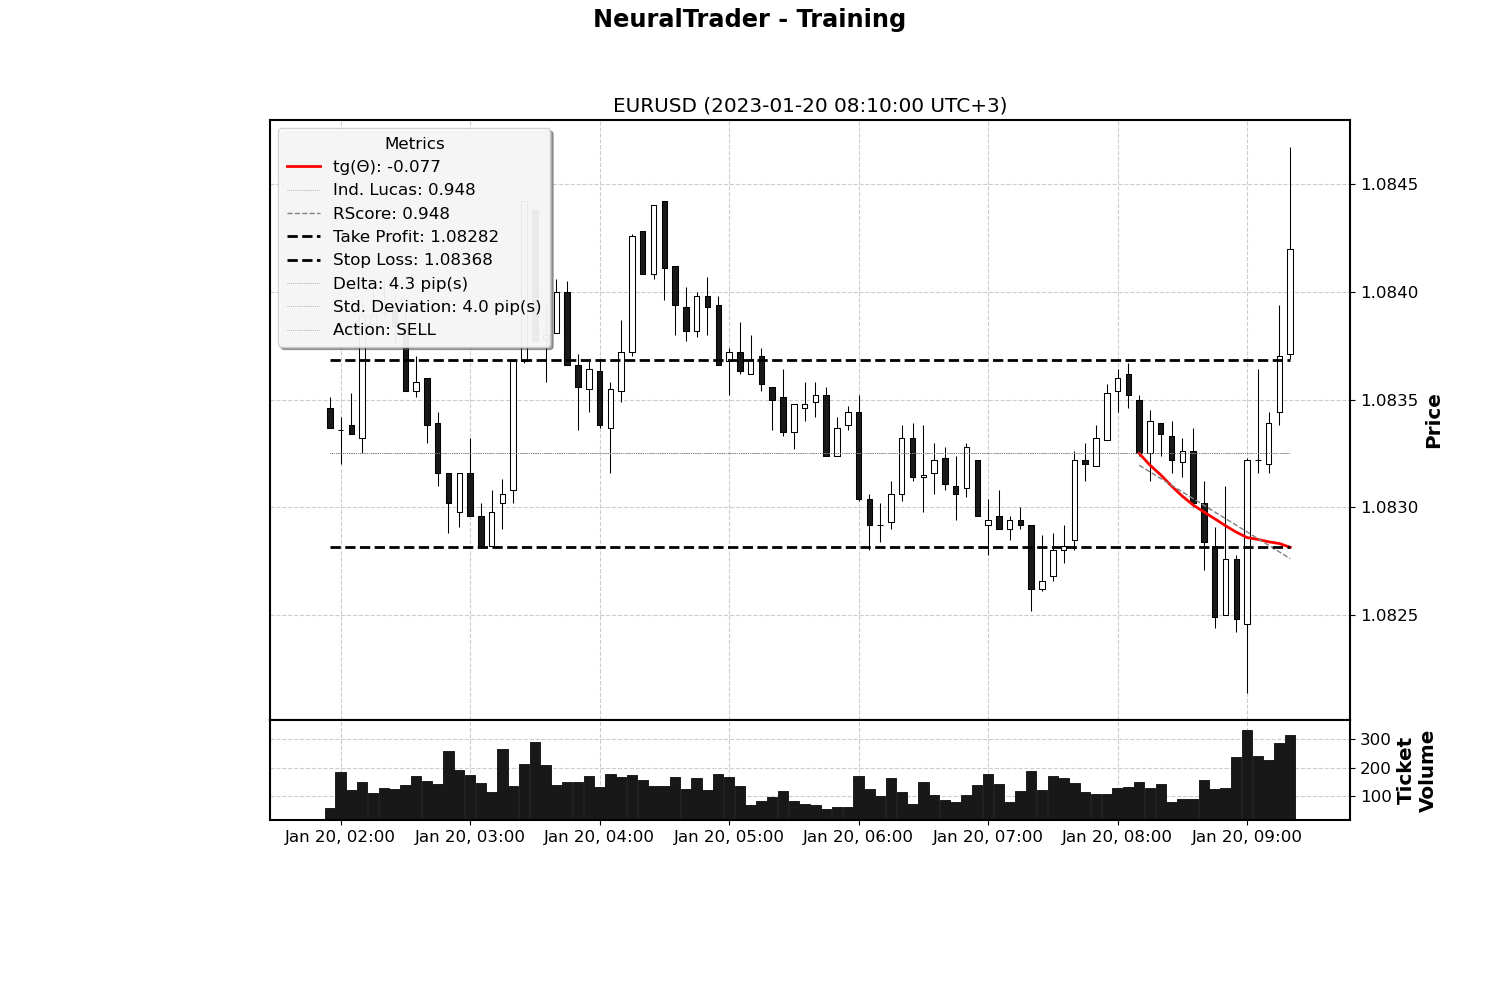 NeuralTrader - Training
EURUSD (2023-01-20 08:10:00 UTC+3)
Metrics
tg(Θ): -0.077
Ind. Lucas: 0.948
RScore: 0.948
Take Profit: 1.08282
Stop Loss: 1.08368
Delta: 4.3 pip(s)
Std. Deviation: 4.0 pip(s)
Action: SELL
1.0845
1.0840
1.0835
1.0830
1.0825
Price
300
200
100
Ticket
Volume
Jan 20, 02:00
Jan 20, 03:00
Jan 20, 04:00
Jan 20, 05:00
Jan 20, 06:00
Jan 20, 07:00
Jan 20, 08:00
Jan 20, 09:00